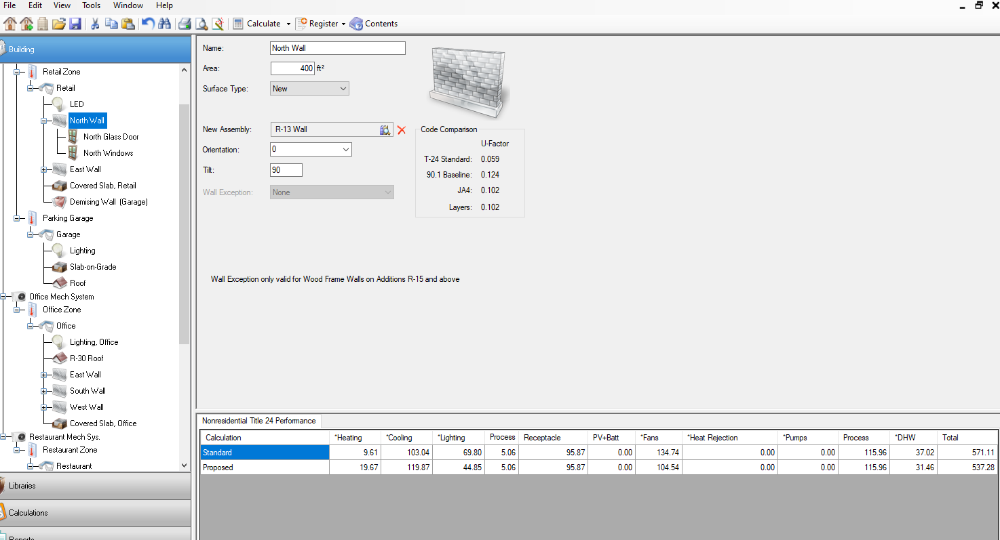 File Edit View Tools Window Help
Calculate Register Contents
Building
Retail Zone
Retail
LED
North Wall
North Glass Door
North Windows
East Wall
Covered Slab, Retail
Demising Wall (Garage)
Parking Garage
Garage
Lighting
Slab-on-Grade
Roof
Office Mech System
Office Zone
Office
Lighting, Office
R-30 Roof
East Wall
South Wall
West Wall
Covered Slab, Office
Restaurant Mech Sys.
Restaurant Zone
Restaurant
Libraries
Calculations
Reports
Name: North Wall
Area: 400 ft²
Surface Type: New
New Assembly: R-13 Wall
Orientation: 0
Tilt: 90
Wall Exception: None
Code Comparison
U-Factor
T-24 Standard: 0.059
90.1 Baseline: 0.124
JA4: 0.102
Layers: 0.102
Wall Exception only valid for Wood Frame Walls on Additions R-15 and above
Nonresidential Title 24 Performance
Calculation *Heating *Cooling *Lighting Process Receptacle PV+Batt *Fans *Heat Rejection *Pumps Process *DHW Total
Standard 9.61 103.04 69.80 5.06 95.87 0.00 134.74 0.00 0.00 115.96 37.02 571.11
Proposed 19.67 119.87 44.85 5.06 95.87 0.00 104.54 0.00 0.00 115.96 31.46 537.28